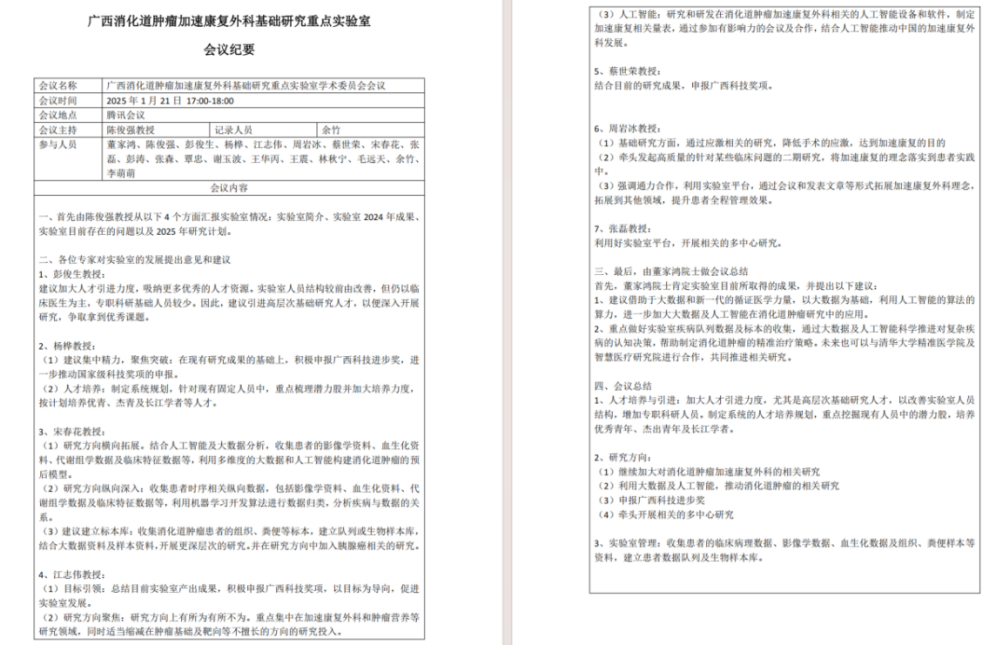 广西消化道肿瘤加速康复外科基础研究重点实验室
会议纪要
会议名称 广西消化道肿瘤加速康复外科基础研究重点实验室学术委员会会议
会议时间 2025 年 1 月 21 日 17:00-18:00
会议地点 腾讯会议
会议主持 陈俊强教授 记录人员 余竹
参与人员 董家鸿、陈俊强、彭俊生、杨桦、江志伟、周岩冰、蔡世荣、宋春花、张
磊、彭涛、张森、覃忠、谢玉波、王华丙、王震、林秋宁、毛远天、余竹、
李萌萌
会议内容
一、首先由陈俊强教授从以下 4 个方面汇报实验室情况：实验室简介、实验室 2024 年成果、
实验室目前存在的问题以及 2025 年研究计划。
二、各位专家对实验室的发展提出意见和建议
1、彭俊生教授：
建议加大人才引进力度，吸纳更多优秀的人才资源。实验室人员结构较前由改善，但仍以临
床医生为主，专职科研基础人员较少。因此，建议引进高层次基础研究人才，以便深入开展
研究，争取拿到优秀课题。
2、杨桦教授：
（1）建议集中精力，聚焦突破：在现有研究成果的基础上，积极申报广西科技进步奖，进
一步推动国家级科技奖项的申报。
（2）人才培养：制定系统规划，针对现有固定人员中，重点梳理潜力股并加大培养力度，
按计划培养优青、杰青及长江学者等人才。
3、宋春花教授：
（1）研究方向横向拓展。结合人工智能及大数据分析，收集患者的影像学资料、血生化资
料、代谢组学数据及临床特征数据等，利用多维度的大数据和人工智能构建消化道肿瘤的预
后模型。
（2）研究方向纵向深入：收集患者时序相关纵向数据，包括影像学资料、血生化资料、代
谢组学数据及临床特征数据等，利用机器学习开发算法进行数据归类，分析疾病与数据的关
系。
（3）建议建立标本库：收集消化道肿瘤患者的组织、粪便等标本，建立队列或生物样本库，
结合大数据资料及样本资料，开展更深层次的研究。并在研究方向中加入胰腺癌相关的研究。
4、江志伟教授：
（1）目标引领：总结目前实验室产出成果，积极申报广西科技奖项，以目标为导向，促进
实验室发展。
（2）研究方向聚焦：研究方向上有所为有所不为。重点集中在加速康复外科和肿瘤营养等
研究领域，同时适当缩减在肿瘤基础及靶向等不擅长的方向的研究投入。
（3）人工智能：研究和研发在消化道肿瘤加速康复外科相关的人工智能设备和软件，制定
加速康复相关量表，通过参加有影响力的会议及合作，结合人工智能推动中国的加速康复外
科发展。
5、蔡世荣教授：
结合目前的研究成果，申报广西科技奖项。
6、周岩冰教授：
（1）基础研究方面，通过应激相关的研究，降低手术的应激，达到加速康复的目的
（2）牵头发起高质量的针对某些临床问题的二期研究，将加速康复的理念落实到患者实践
中。
（3）强调通力合作，利用实验室平台，通过会议和发表文章等形式拓展加速康复外科理念，
拓展到其他领域，提升患者全程管理效果。
7、张磊教授：
利用好实验室平台，开展相关的多中心研究。
三、最后，由董家鸿院士做会议总结
首先，董家鸿院士肯定实验室目前所取得的成果，并提出以下建议：
1、建议借助于大数据和新一代的循证医学力量，以大数据为基础，利用人工智能的算法的
算力，进一步加大大数据及人工智能在消化道肿瘤研究中的应用。
2、重点做好实验室疾病队列数据及标本的收集，通过大数据及人工智能科学推进对复杂疾
病的认知决策，帮助制定消化道肿瘤的精准治疗策略。未来也可以与清华大学精准医学院及
智慧医疗研究院进行合作，共同推进相关研究。
四、会议总结
1、人才培养与引进：加大人才引进力度，尤其是高层次基础研究人才，以改善实验室人员
结构，增加专职科研人员。制定系统的人才培养规划，重点挖掘现有人员中的潜力股，培养
优秀青年、杰出青年及长江学者。
2、研究方向：
（1）继续加大对消化道肿瘤加速康复外科的相关研究
（2）利用大数据及人工智能，推动消化道肿瘤的相关研究
（3）申报广西科技进步奖
（4）牵头开展相关的多中心研究
3、实验室管理：收集患者的临床病理数据、影像学数据、血生化数据及组织、粪便样本等
资料，建立患者数据队列及生物样本库。